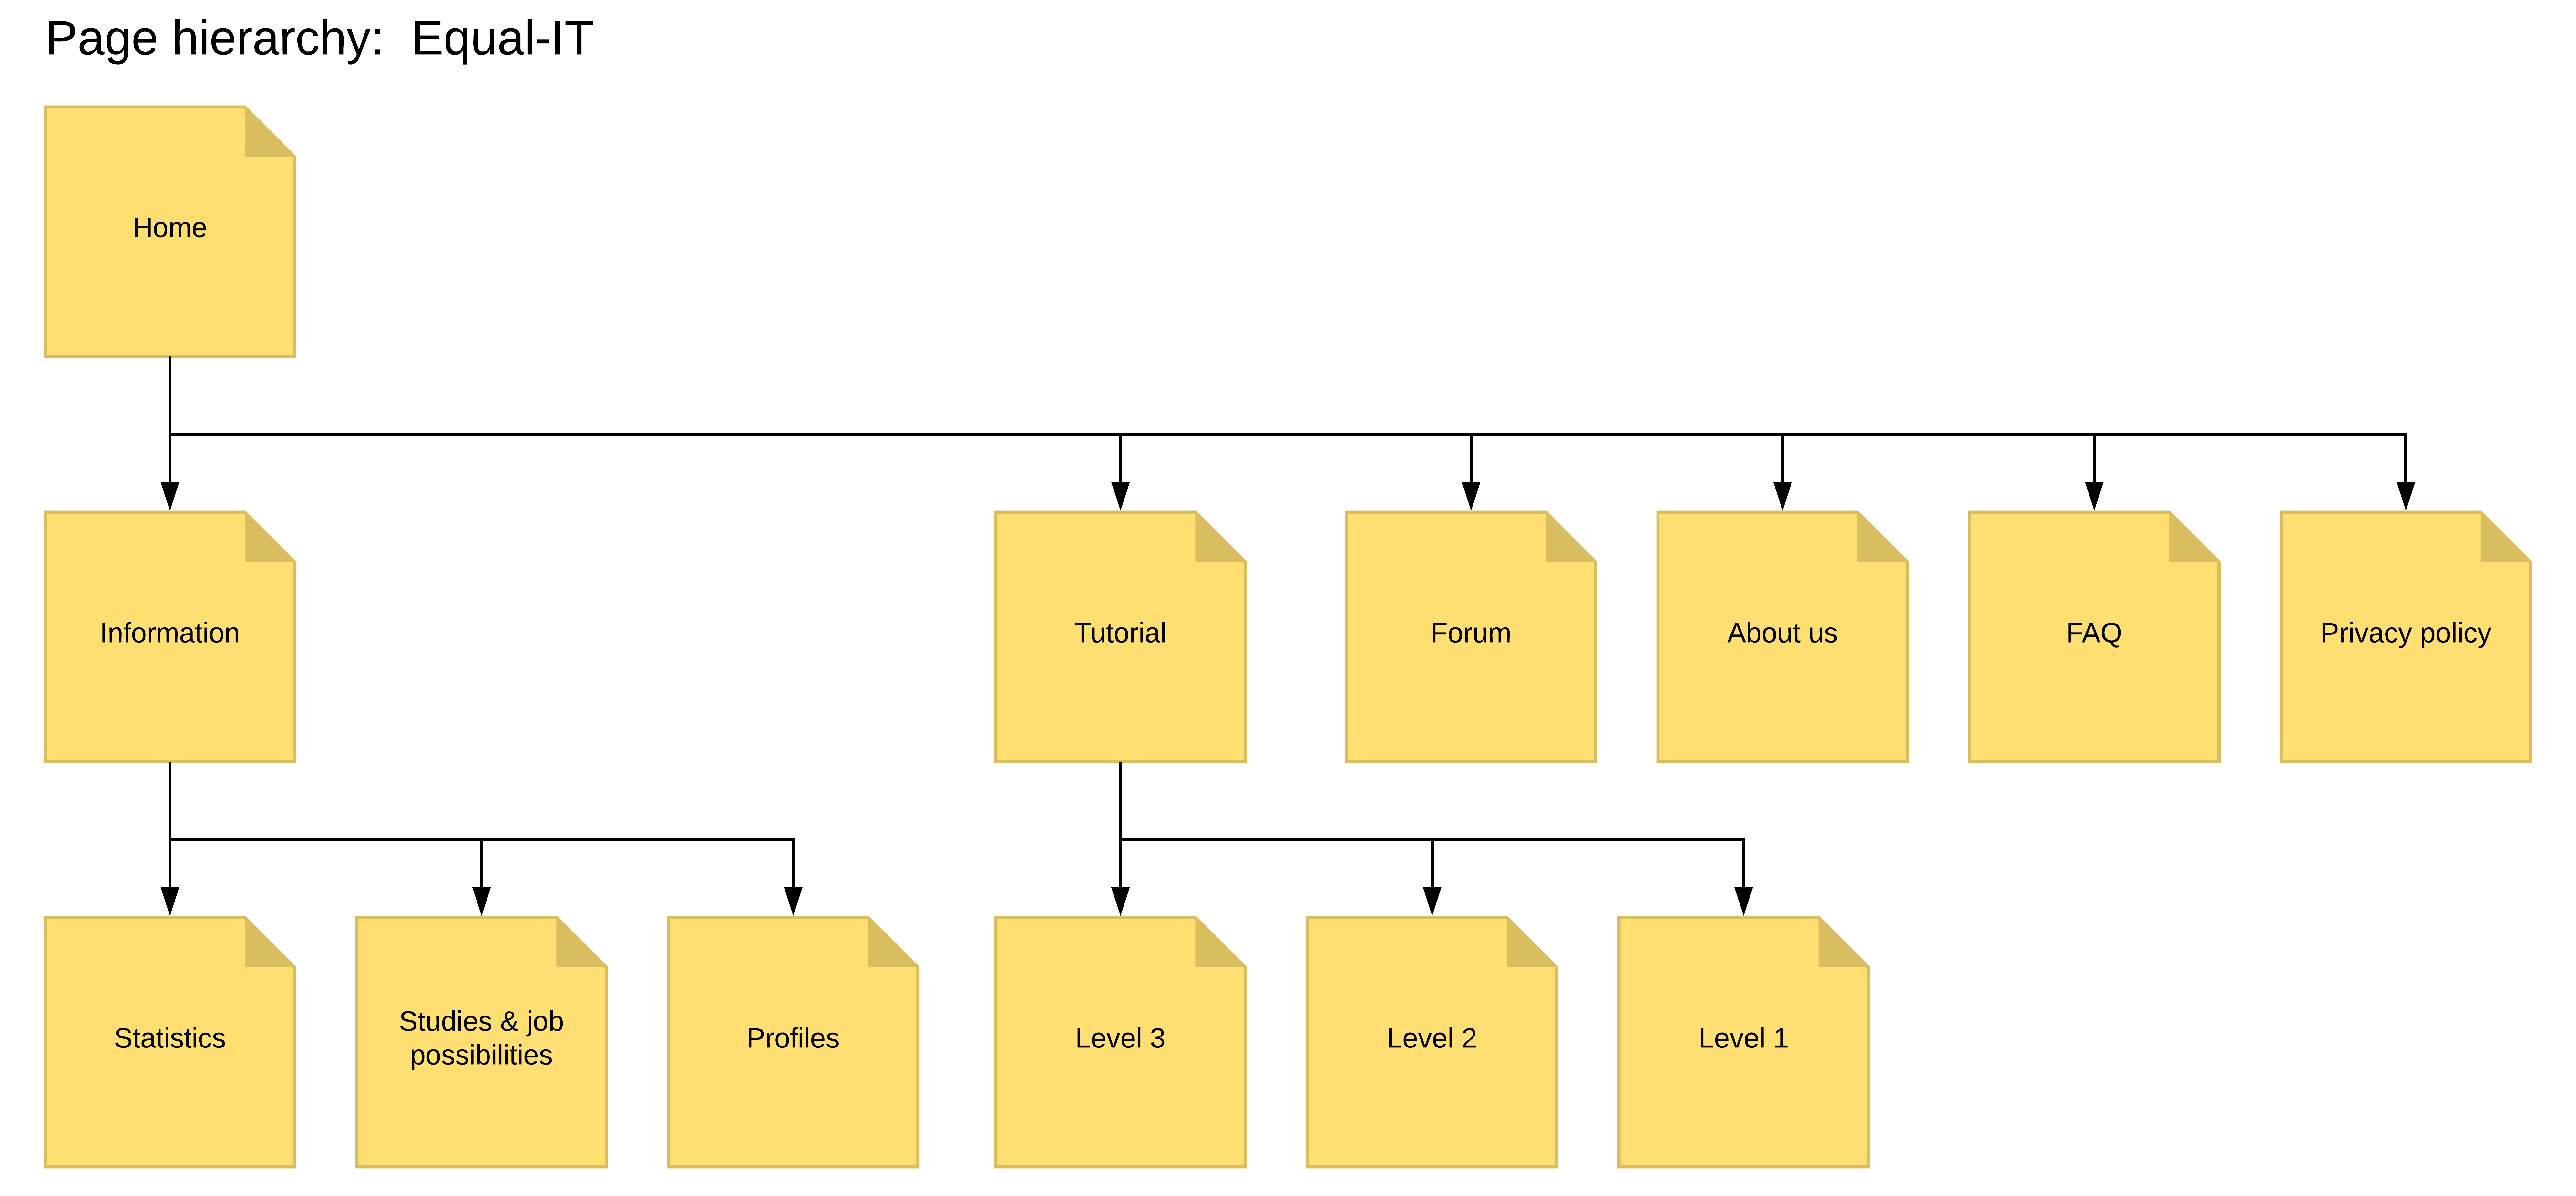 Page hierarchy:  Equal-IT
Home
Information
Tutorial
Forum
About us
FAQ
Privacy policy
Statistics
Studies & job
possibilities
Profiles
Level 3
Level 2
Level 1